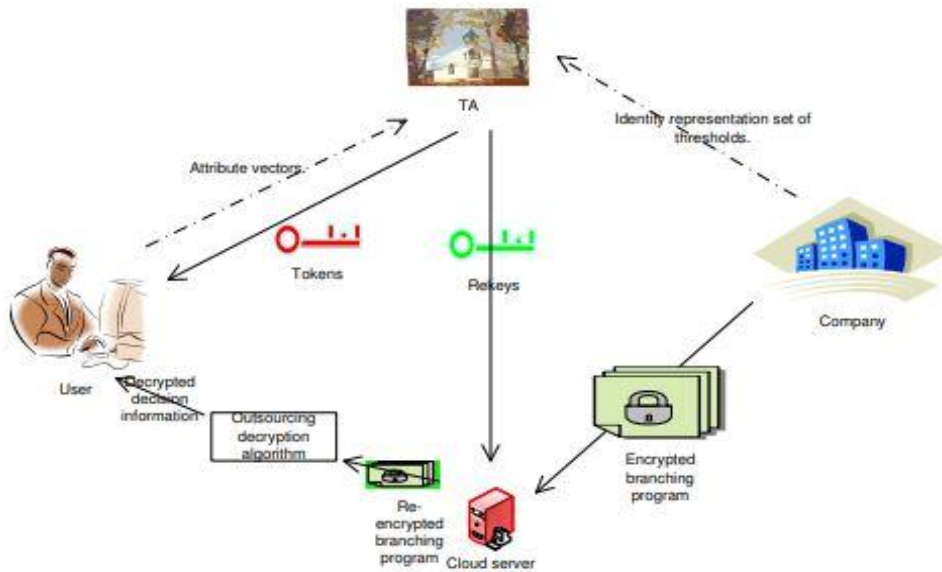 TA
Identity representation set of
thresholds.
Attribute vectors.
Tokens
Rekeys
Company
User
Decrypted
decision
information
Outsourcing
decryption
algorithm
Encrypted
branching
program
Re-
encrypted
branching
program
Cloud server